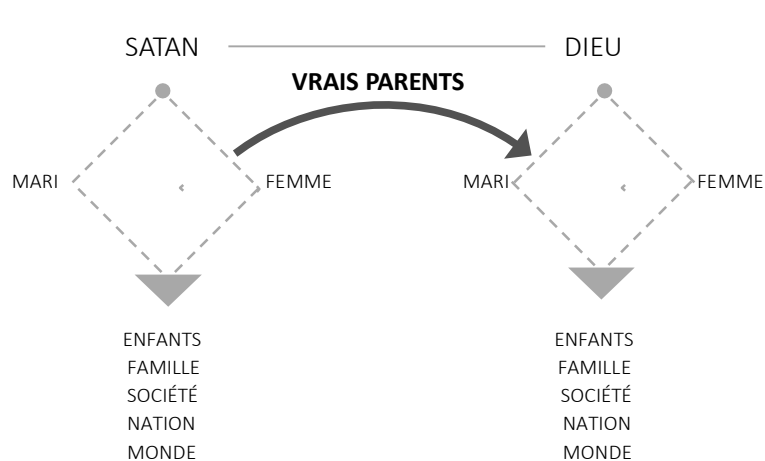 SATAN DIEU
VRAIS PARENTS
MARI FEMME MARI FEMME
ENFANTS
FAMILLE
SOCIÉTÉ
NATION
MONDE
ENFANTS
FAMILLE
SOCIÉTÉ
NATION
MONDE